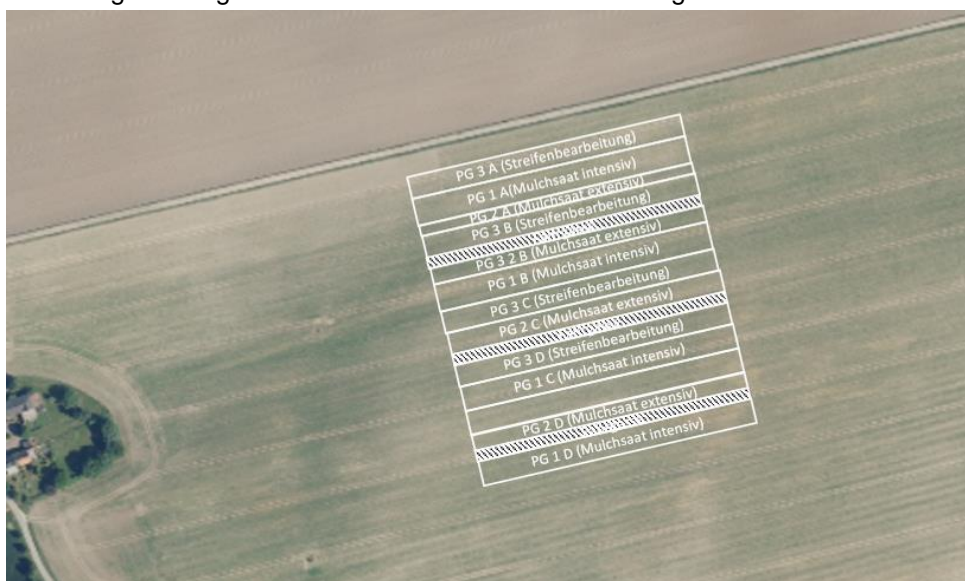 PG 3 A (Streifenbearbeitung)
PG 1 A(Mulchsaat intensiv)
PG 2 A (Mulchsaat extensiv)
PG 3 B (Streifenbearbeitung)
PG 3 2 B (Mulchsaat extensiv)
PG 1 B (Mulchsaat intensiv)
PG 3 C (Streifenbearbeitung)
PG 2 C (Mulchsaat extensiv)
PG 3 D (Streifenbearbeitung)
PG 1 C (Mulchsaat intensiv)
PG 2 D (Mulchsaat extensiv)
PG 1 D (Mulchsaat intensiv)